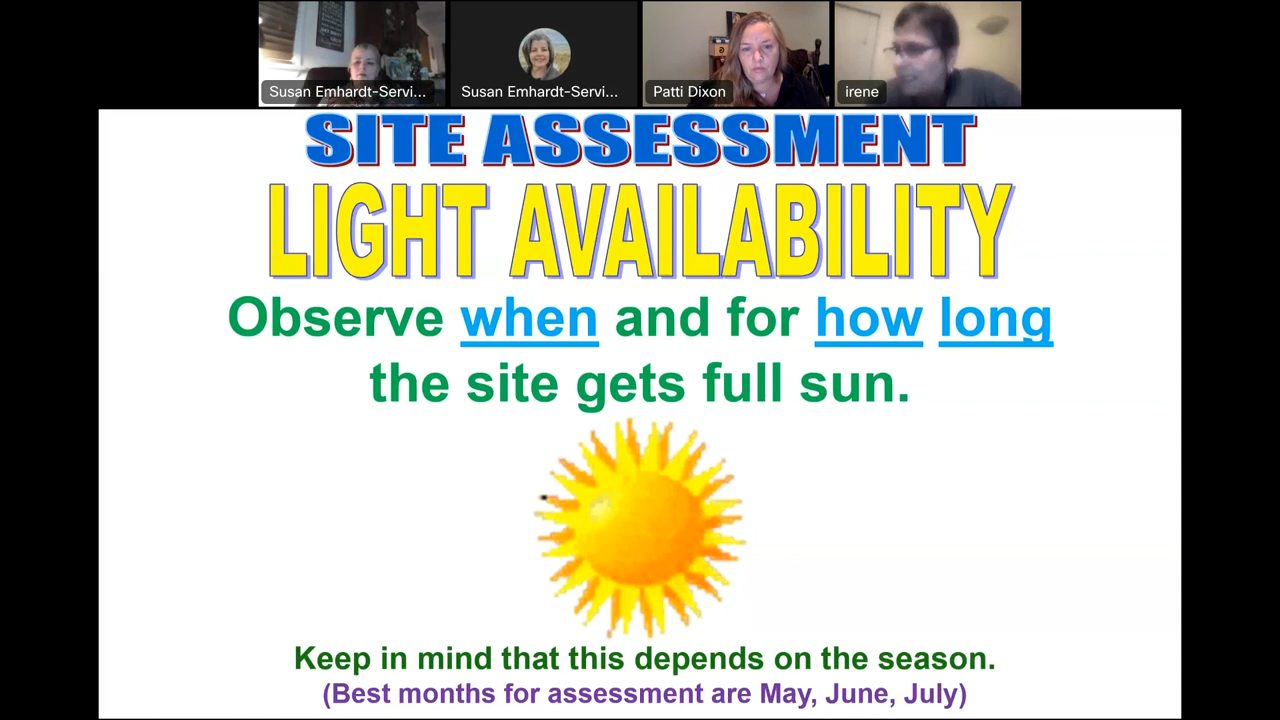 Susan Emhardt-Servi...
Susan Emhardt-Servi...
Patti Dixon
irene
SITE ASSESSMENT
LIGHT AVAILABILITY
Observe when and for how long
the site gets full sun.
Keep in mind that this depends on the season.
(Best months for assessment are May, June, July)